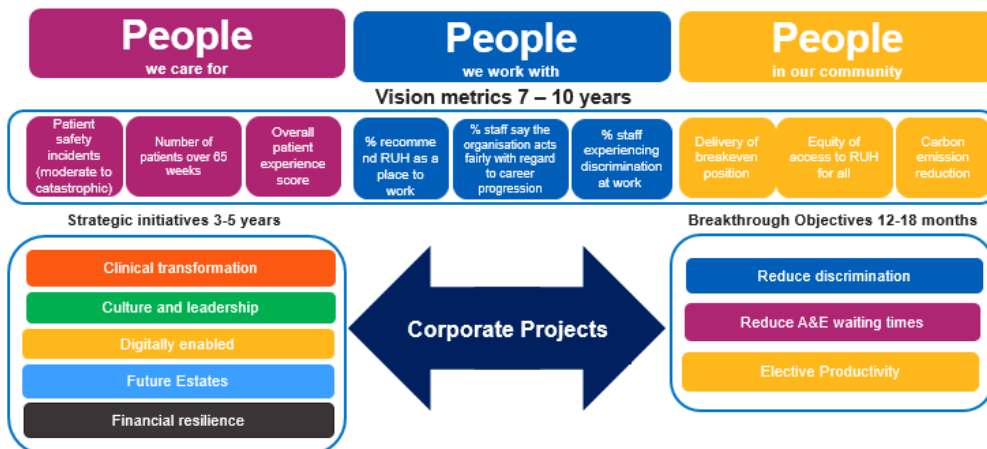 People
we care for
People
we work with
People
in our community
Vision metrics 7 – 10 years
Patient
safety
incidents
(moderate to
catastrophic)
Number of
patients over 65
weeks
Overall
patient
experience
score
% recomme
nd RUH as a
place to
work
% staff say the
organisation acts
fairly with regard
to career
progression
% staff
experiencing
discrimination
at work
Delivery of
breakeven
position
Equity of
access to RUH
for all
Carbon
emission
reduction
Strategic initiatives 3-5 years
Breakthrough Objectives 12-18 months
Clinical transformation
Culture and leadership
Digitally enabled
Future Estates
Financial resilience
Corporate Projects
Reduce discrimination
Reduce A&E waiting times
Elective Productivity